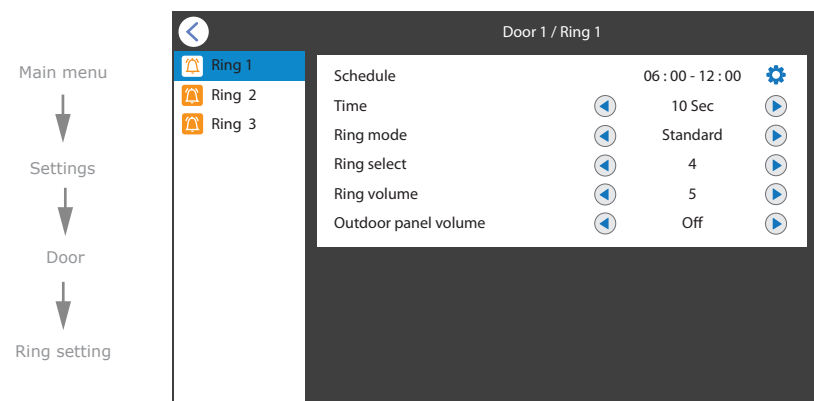 Main menu
Settings
Door
Ring setting
Door 1 / Ring 1
Ring 1
Ring 2
Ring 3
Schedule 06 : 00 - 12 : 00
Time 10 Sec
Ring mode Standard
Ring select 4
Ring volume 5
Outdoor panel volume Off